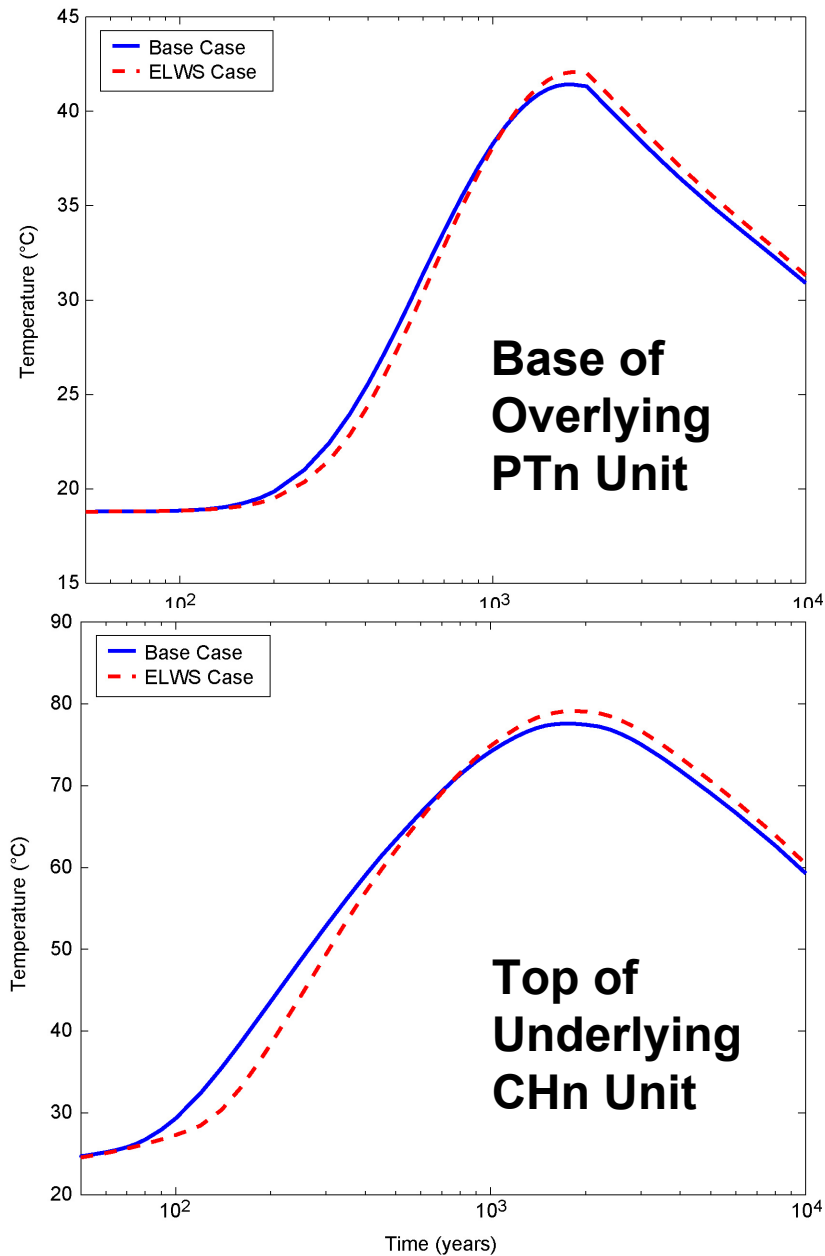 45
40
35
30
25
20
15
Temperature (°C)
Base Case
ELWS Case
Base of
Overlying
PTn Unit
10²
10³
10⁴
90
80
70
60
50
40
30
20
Temperature (°C)
Base Case
ELWS Case
Top of
Underlying
CHn Unit
10²
10³
10⁴
Time (years)